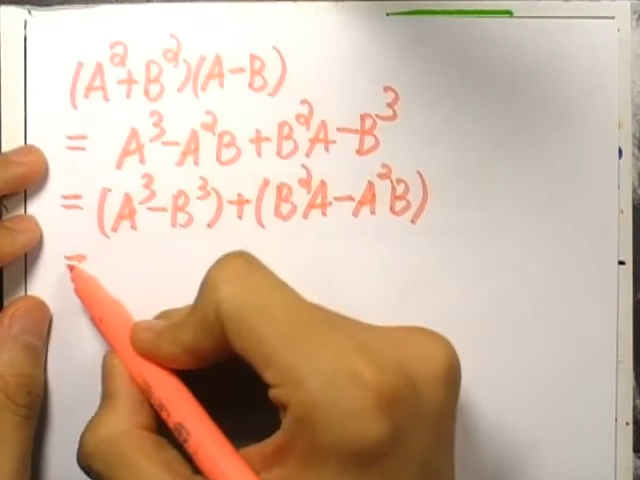 (A²+B²)(A-B)
= A³-A²B+B²A-B³
= (A³-B³)+(B²A-A²B)
=